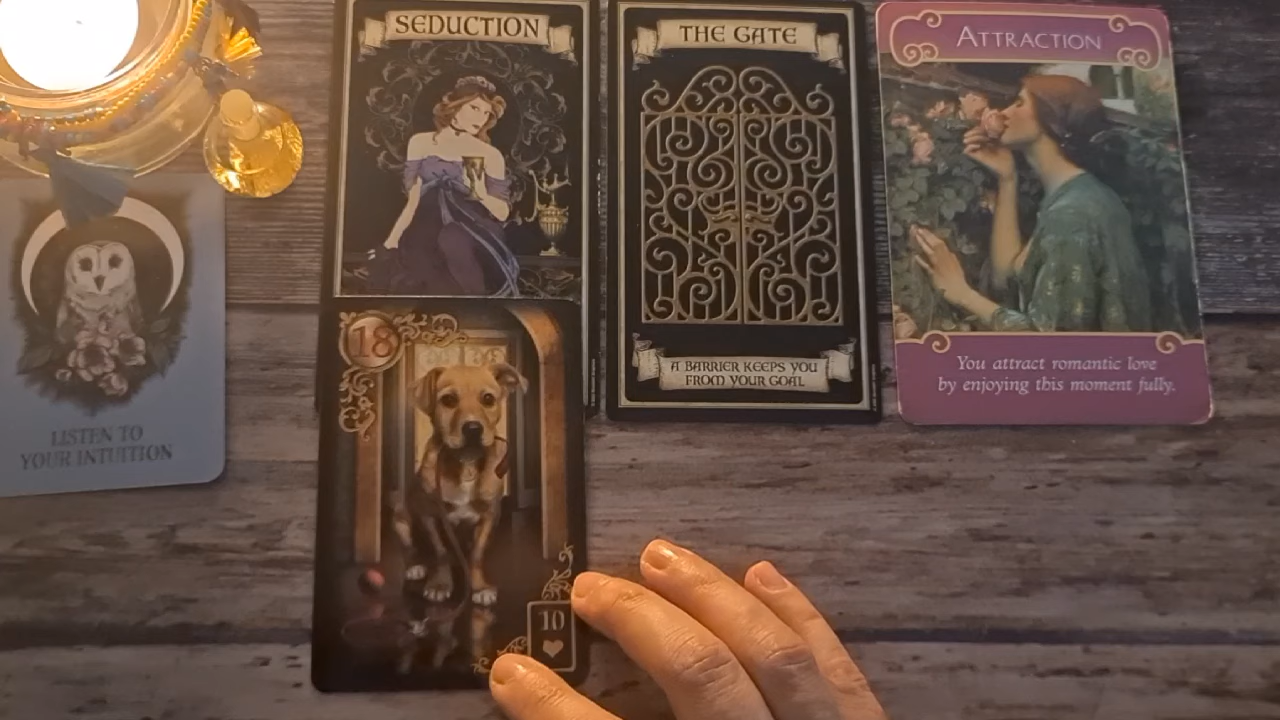 SEDUCTION
THE GATE
A BARRIER KEEPS YOU
FROM YOUR GOAL
ATTRACTION
You attract romantic love
by enjoying this moment fully.
LISTEN TO
YOUR INTUITION
18
10